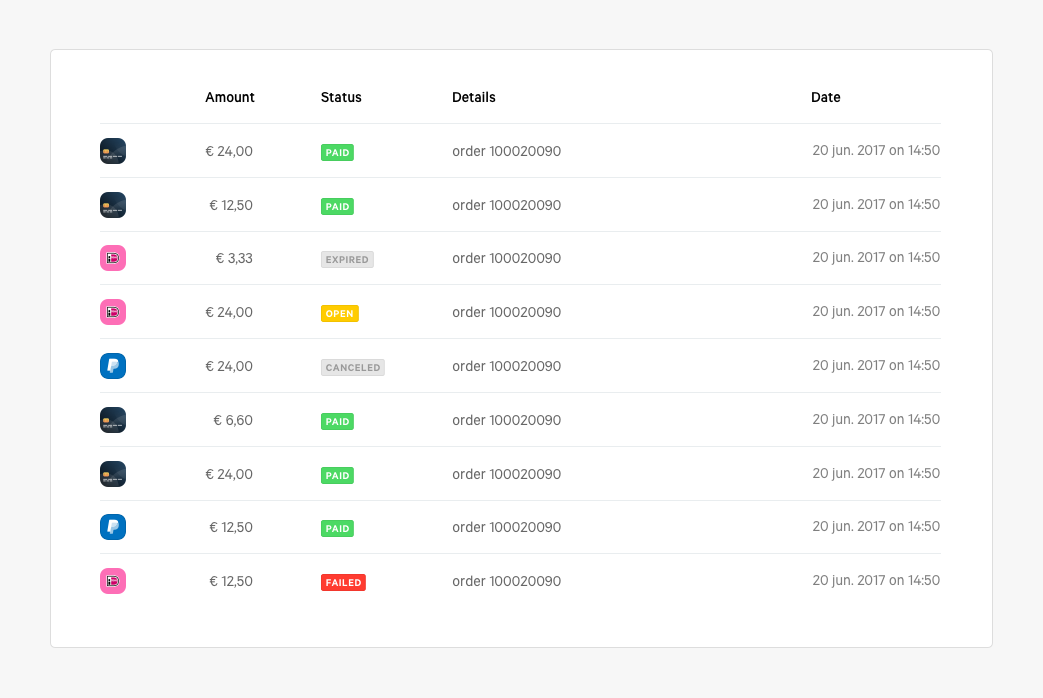 Amount Status Details Date
€ 24,00 PAID order 100020090 20 jun. 2017 on 14:50
€ 12,50 PAID order 100020090 20 jun. 2017 on 14:50
€ 3,33 EXPIRED order 100020090 20 jun. 2017 on 14:50
€ 24,00 OPEN order 100020090 20 jun. 2017 on 14:50
€ 24,00 CANCELED order 100020090 20 jun. 2017 on 14:50
€ 6,60 PAID order 100020090 20 jun. 2017 on 14:50
€ 24,00 PAID order 100020090 20 jun. 2017 on 14:50
€ 12,50 PAID order 100020090 20 jun. 2017 on 14:50
€ 12,50 FAILED order 100020090 20 jun. 2017 on 14:50